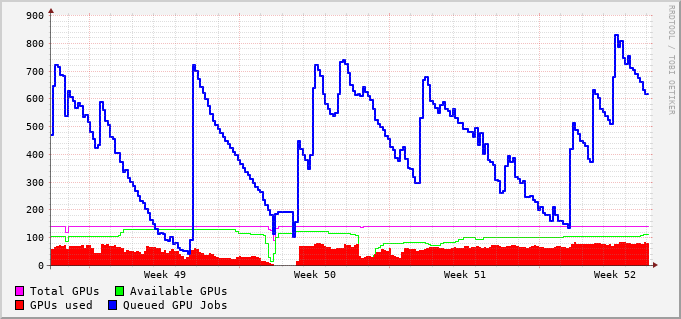 900
800
700
600
500
400
300
200
100
0
Week 49 Week 50 Week 51 Week 52
Total GPUs Available GPUs
GPUs used Queued GPU Jobs
RRDTOOL / TOBI OETIKER